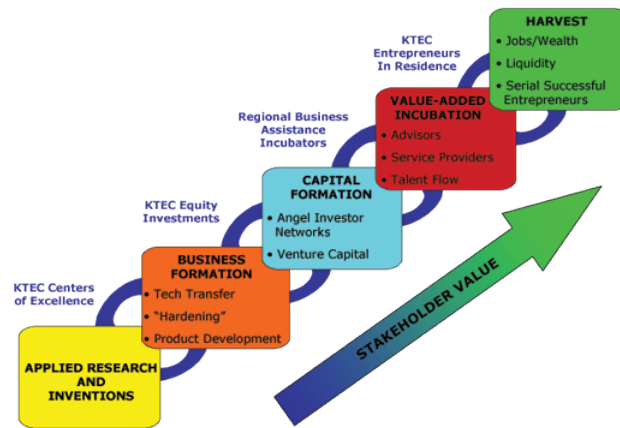 HARVEST
• Jobs/Wealth
• Liquidity
• Serial Successful
Entrepreneurs
KTEC
Entrepreneurs
In Residence
VALUE-ADDED
INCUBATION
• Advisors
• Service Providers
• Talent Flow
Regional Business
Assistance
Incubators
CAPITAL
FORMATION
• Angel Investor
Networks
• Venture Capital
KTEC Equity
Investments
BUSINESS
FORMATION
• Tech Transfer
• “Hardening”
• Product Development
KTEC Centers
of Excellence
APPLIED RESEARCH
AND
INVENTIONS
STAKEHOLDER VALUE